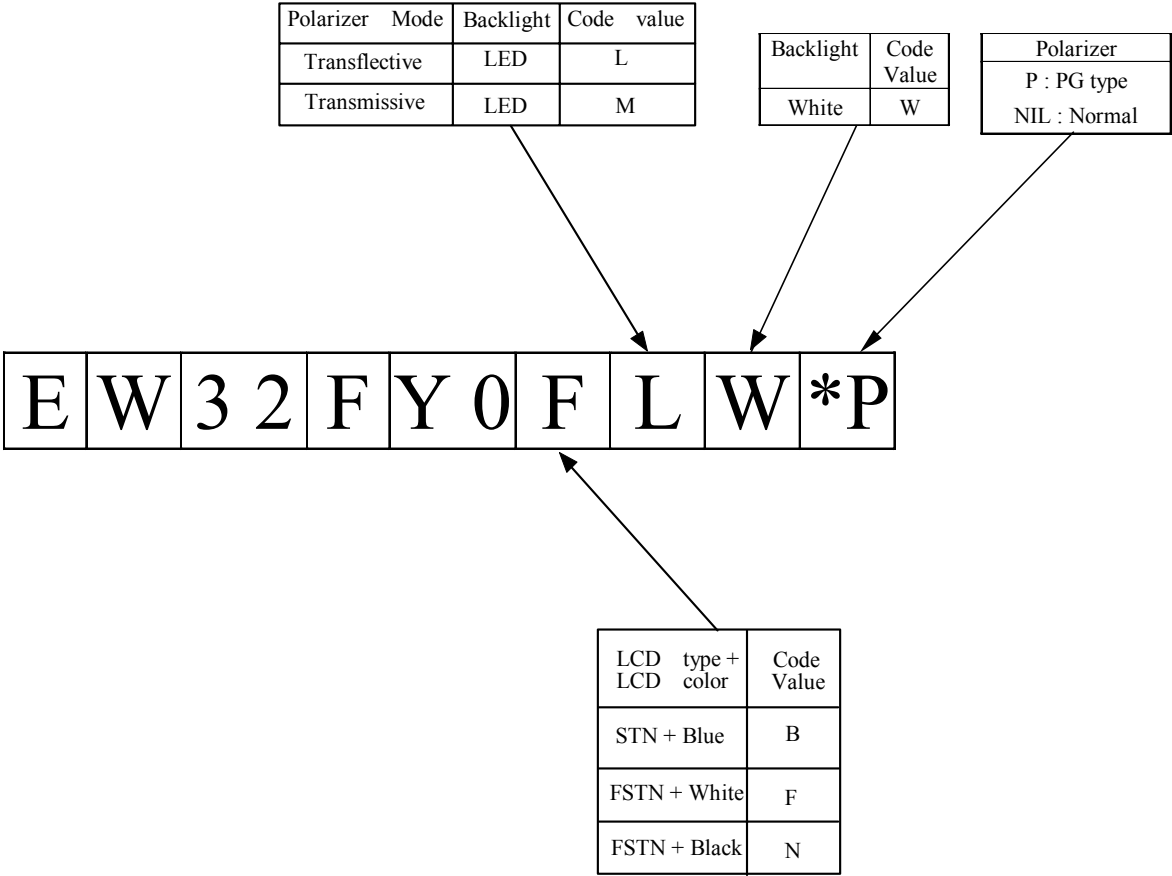 Polarizer Mode Backlight Code value
Transflective LED L
Transmissive LED M
Backlight Code Value
White W
Polarizer
P : PG type
NIL : Normal
E W 3 2 F Y 0 F L W *P
LCD type + Code
LCD color Value
STN + Blue B
FSTN + White F
FSTN + Black N